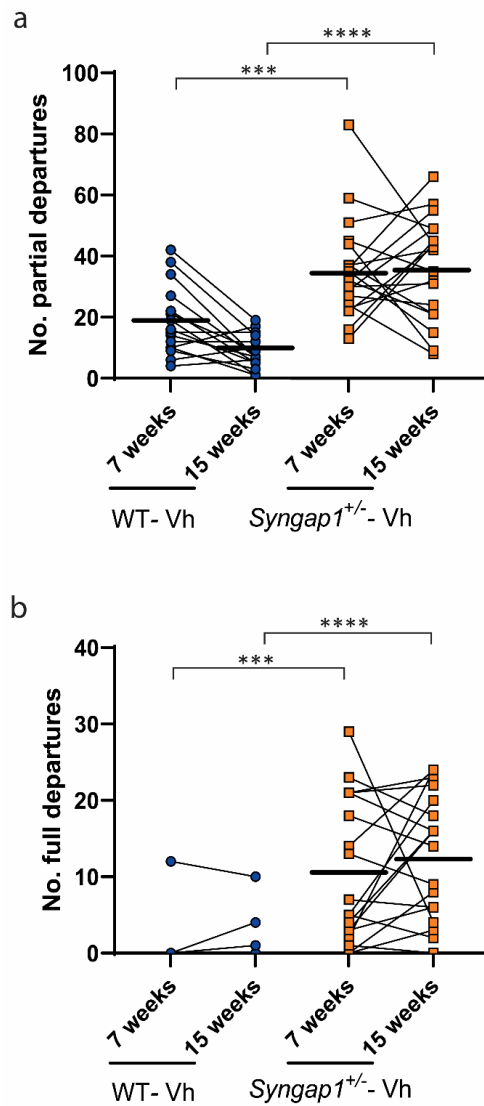 a
****
***
100
80
60
40
20
0
No. partial departures
7 weeks
15 weeks
7 weeks
15 weeks
WT- Vh
Syngap1+/-- Vh
b
****
***
40
30
20
10
0
No. full departures
7 weeks
15 weeks
7 weeks
15 weeks
WT- Vh
Syngap1+/-- Vh